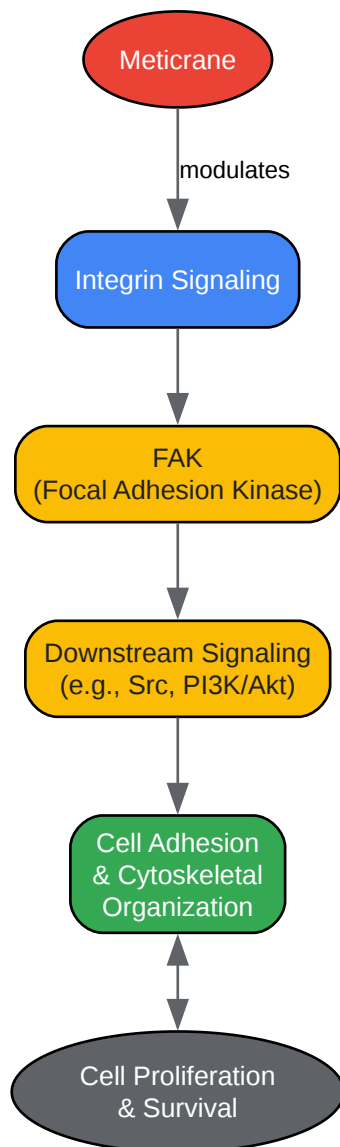 Meticrane
modulates
Integrin Signaling
FAK
(Focal Adhesion Kinase)
Downstream Signaling
(e.g., Src, PI3K/Akt)
Cell Adhesion
& Cytoskeletal
Organization
Cell Proliferation
& Survival